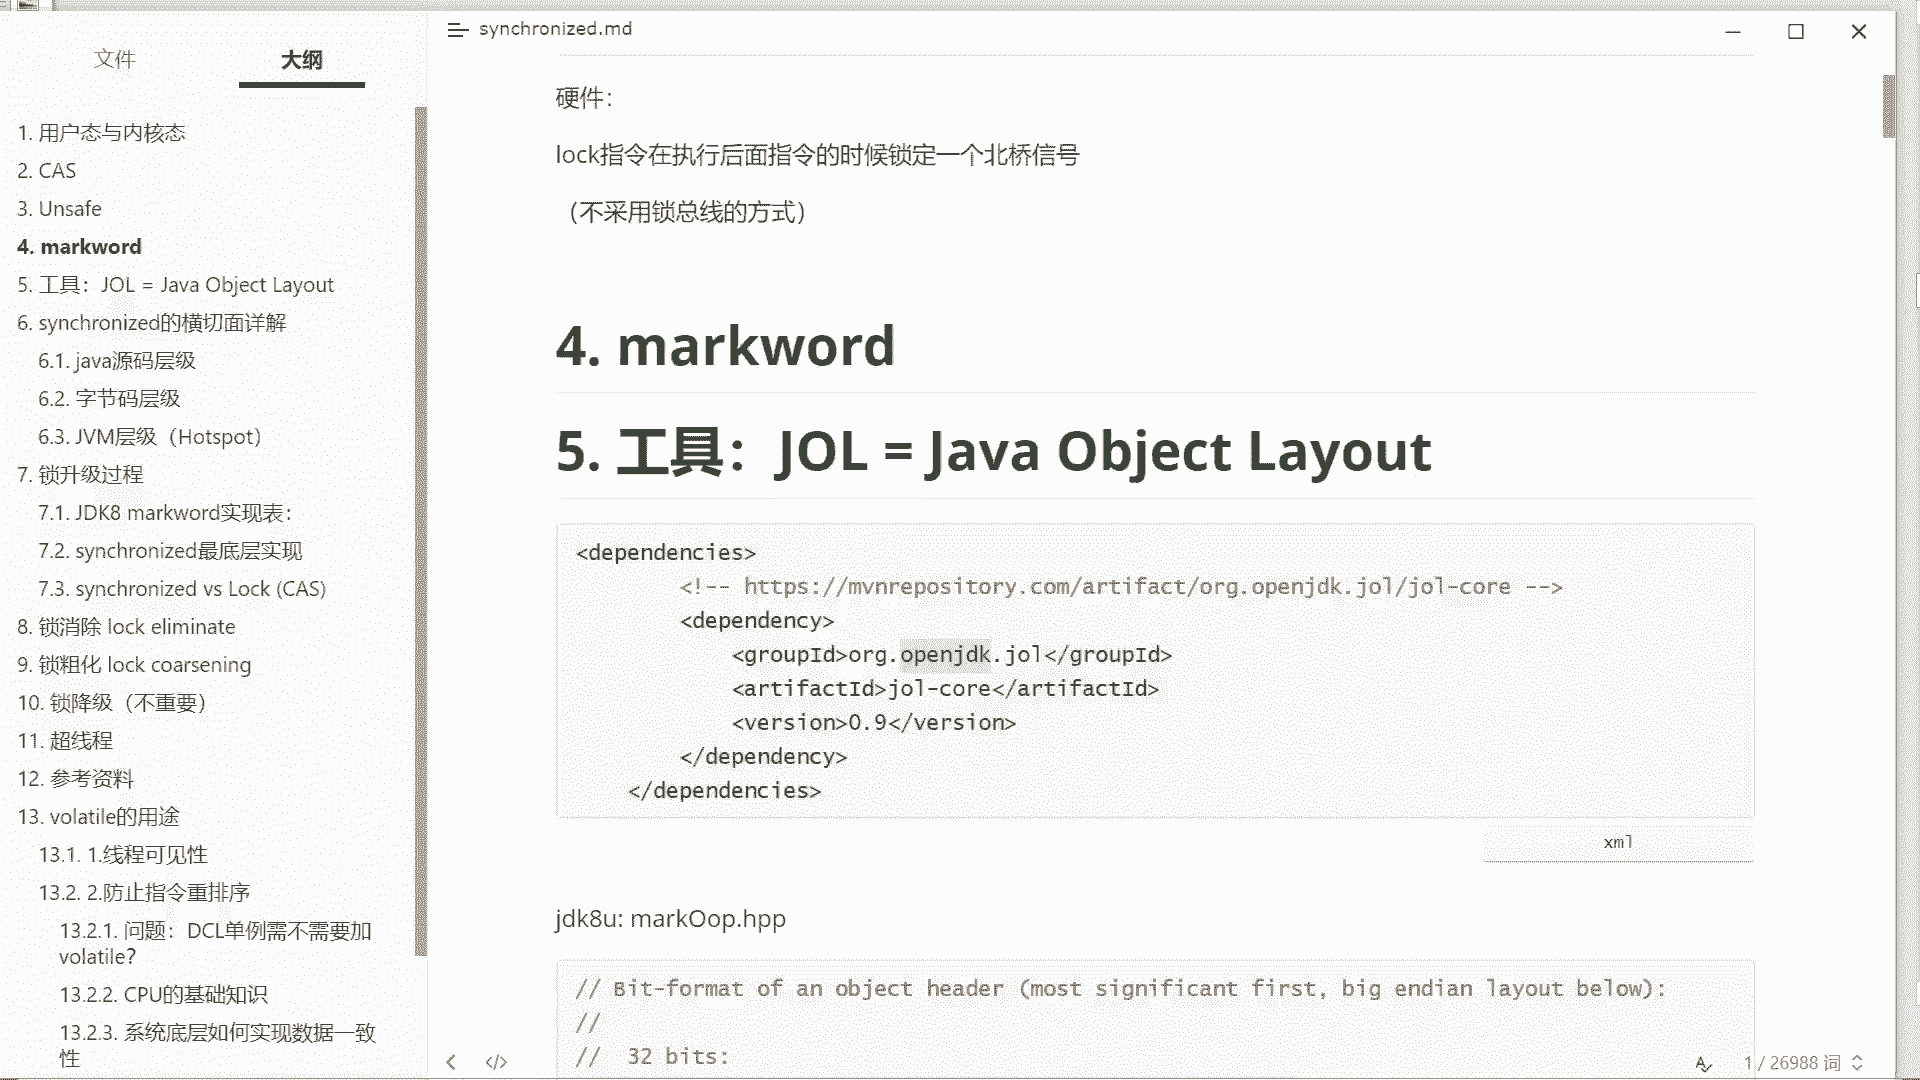 文件
大纲
1. 用户态与内核态
2. CAS
3. Unsafe
4. markword
5. 工具：JOL = Java Object Layout
6. synchronized的横切面详解
6.1. java源码层级
6.2. 字节码层级
6.3. JVM层级（Hotspot）
7. 锁升级过程
7.1. JDK8 markword实现表：
7.2. synchronized最底层实现
7.3. synchronized vs Lock (CAS)
8. 锁消除 lock eliminate
9. 锁粗化 lock coarsening
10. 锁降级（不重要）
11. 超线程
12. 参考资料
13. volatile的用途
13.1. 1.线程可见性
13.2. 2.防止指令重排序
13.2.1. 问题：DCL单例需不需要加
volatile?
13.2.2. CPU的基础知识
13.2.3. 系统底层如何实现数据一致
性
synchronized.md
硬件：
lock指令在执行后面指令的时候锁定一个北桥信号
（不采用锁总线的方式）
4. markword
5. 工具：JOL = Java Object Layout
<dependencies>
<!-- https://mvnrepository.com/artifact/org.openjdk.jol/jol-core -->
<dependency>
<groupId>org.openjdk.jol</groupId>
<artifactId>jol-core</artifactId>
<version>0.9</version>
</dependency>
</dependencies>
xml
jdk8u: markOop.hpp
// Bit-format of an object header (most significant first, big endian layout below):
//
//  32 bits:
1 / 26988 词